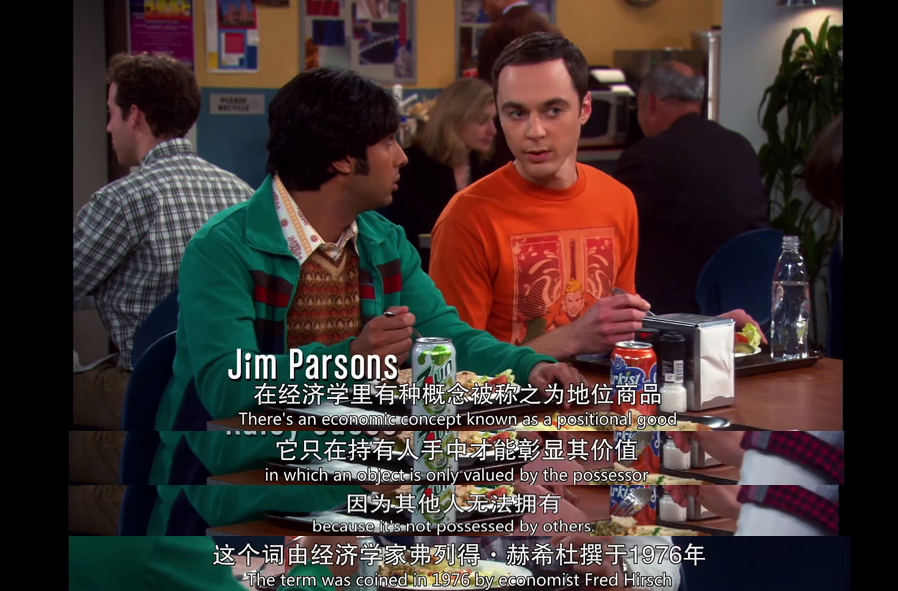 PLEASE
RECYCLE
Jim Parsons
在经济学里有种概念被称之为地位商品
There's an economic concept known as a positional good
它只在持有人手中才能彰显其价值
in which an object is only valued by the possessor
因为其他人无法拥有
because it's not possessed by others.
这个词由经济学家弗列得·赫希杜撰于1976年
The term was coined in 1976 by economist Fred Hirsch